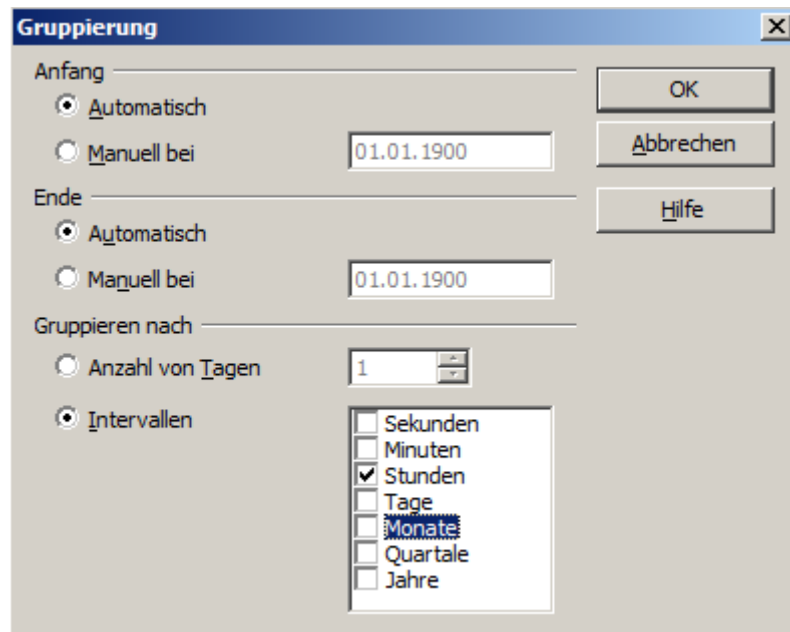 Gruppierung
Anfang
Automatisch
Manuell bei
01.01.1900
Ende
Automatisch
Manuell bei
01.01.1900
Gruppieren nach
Anzahl von Tagen
1
Intervallen
Sekunden
Minuten
Stunden
Tage
Monate
Quartale
Jahre
OK
Abbrechen
Hilfe